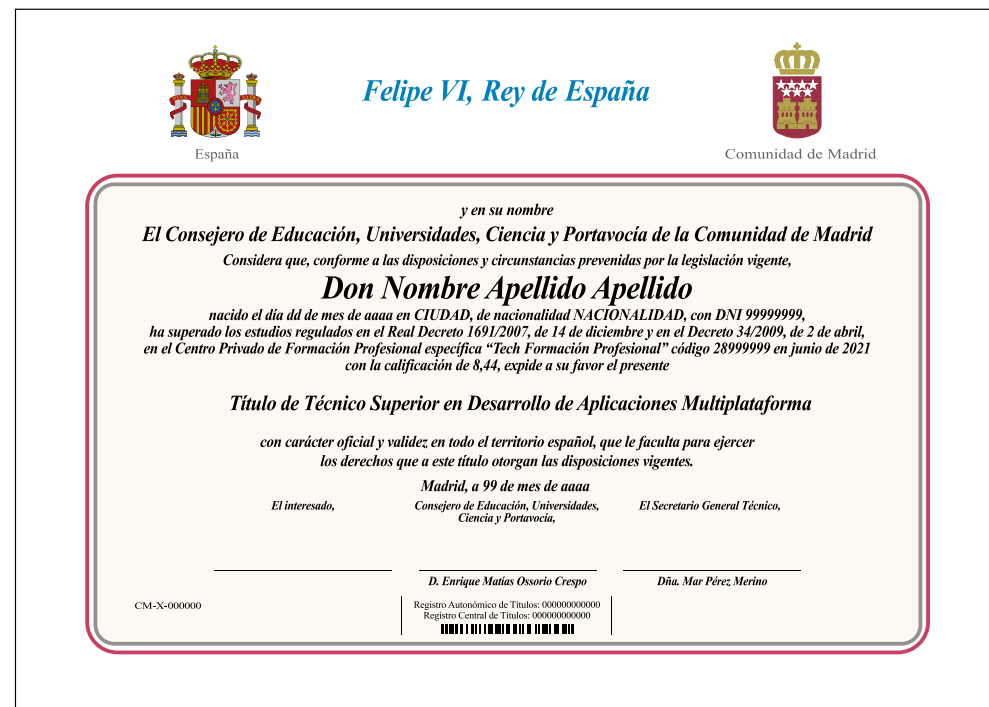 Felipe VI, Rey de España
España
Comunidad de Madrid
y en su nombre
El Consejero de Educación, Universidades, Ciencia y Portavocía de la Comunidad de Madrid
Considera que, conforme a las disposiciones y circunstancias prevenidas por la legislación vigente,
Don Nombre Apellido Apellido
nacido el día dd de mes de aaaa en CIUDAD, de nacionalidad NACIONALIDAD, con DNI 99999999,
ha superado los estudios regulados en el Real Decreto 1691/2007, de 14 de diciembre y en el Decreto 34/2009, de 2 de abril,
en el Centro Privado de Formación Profesional específica “Tech Formación Profesional” código 28999999 en junio de 2021
con la calificación de 8,44, expide a su favor el presente
Título de Técnico Superior en Desarrollo de Aplicaciones Multiplataforma
con carácter oficial y validez en todo el territorio español, que le faculta para ejercer
los derechos que a este título otorgan las disposiciones vigentes.
Madrid, a 99 de mes de aaaa
El interesado,
Consejero de Educación, Universidades,
Ciencia y Portavocía,
El Secretario General Técnico,
D. Enrique Matías Ossorio Crespo
Dña. Mar Pérez Merino
CM-X-000000
Registro Autonómico de Títulos: 000000000000
Registro Central de Títulos: 000000000000